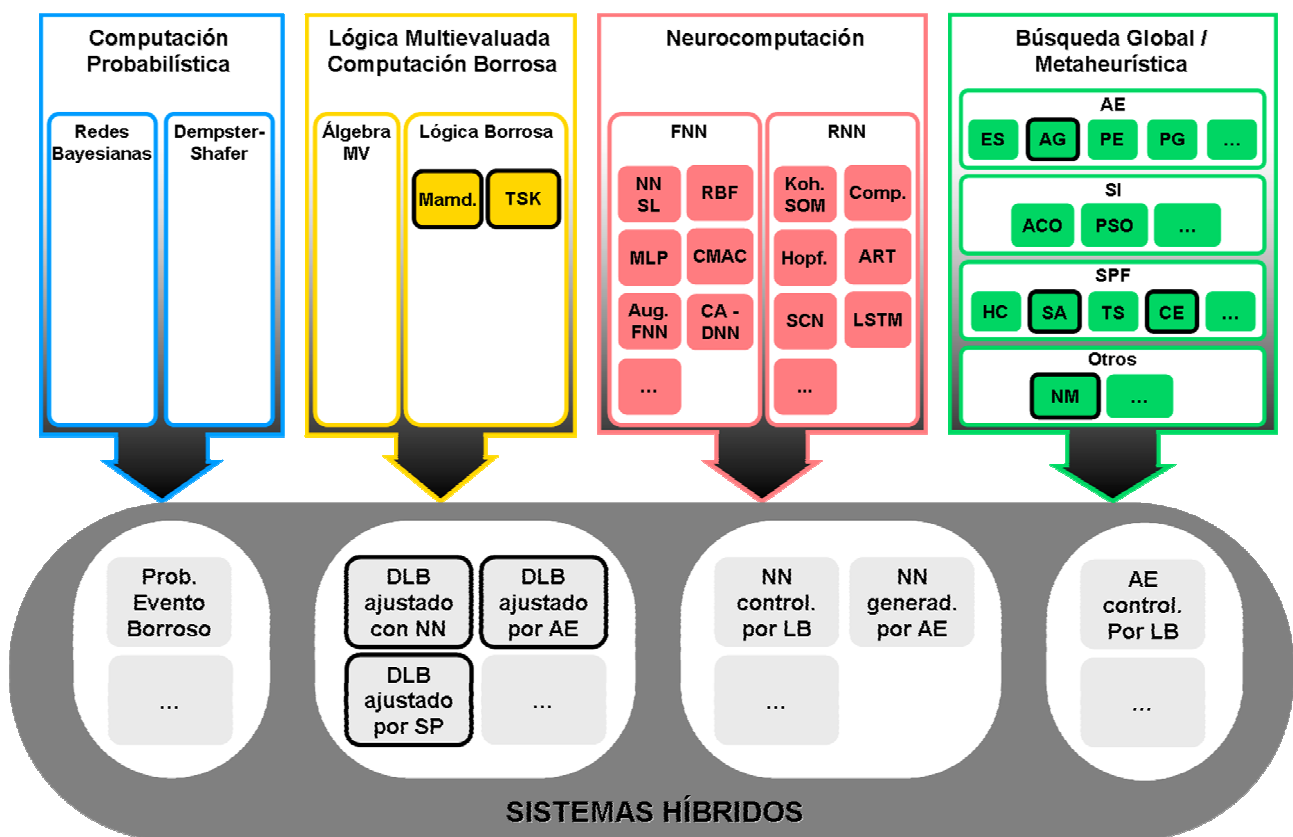 Computación
Probabilística
Redes
Bayesianas
Dempster-
Shafer
Lógica Multievaluada
Computación Borrosa
Álgebra
MV
Lógica Borrosa
Mamd.
TSK
Neurocomputación
FNN
NN
SL
RBF
MLP
CMAC
Aug.
FNN
CA -
DNN
...
RNN
Koh.
SOM
Comp.
Hopf.
ART
SCN
LSTM
...
Búsqueda Global /
Metaheurística
AE
ES
AG
PE
PG
...
SI
ACO
PSO
...
SPF
HC
SA
TS
CE
...
Otros
NM
...
Prob.
Evento
Borroso
...
DLB
ajustado
con NN
DLB
ajustado
por AE
DLB
ajustado
por SP
...
NN
control.
por LB
NN
generad.
por AE
...
AE
control.
Por LB
...
SISTEMAS HÍBRIDOS